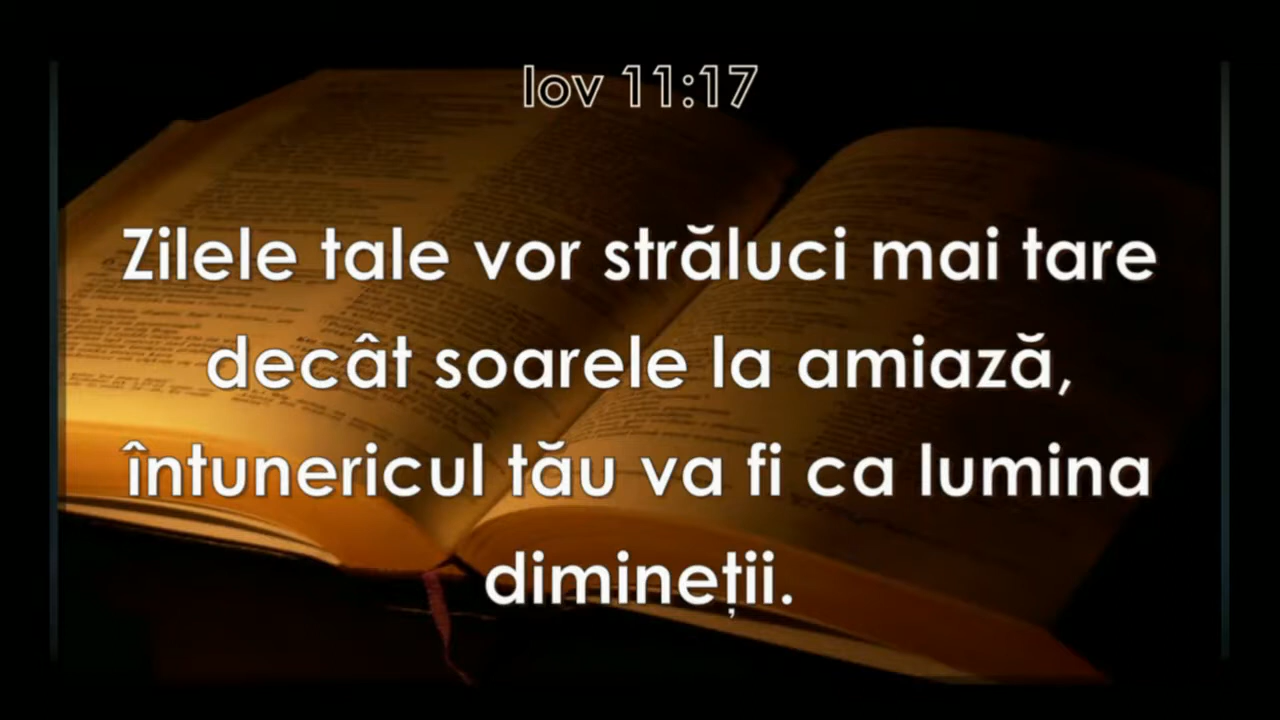 Iov 11:17
Zilele tale vor străluci mai tare
decât soarele la amiază,
întunericul tău va fi ca lumina
dimineții.